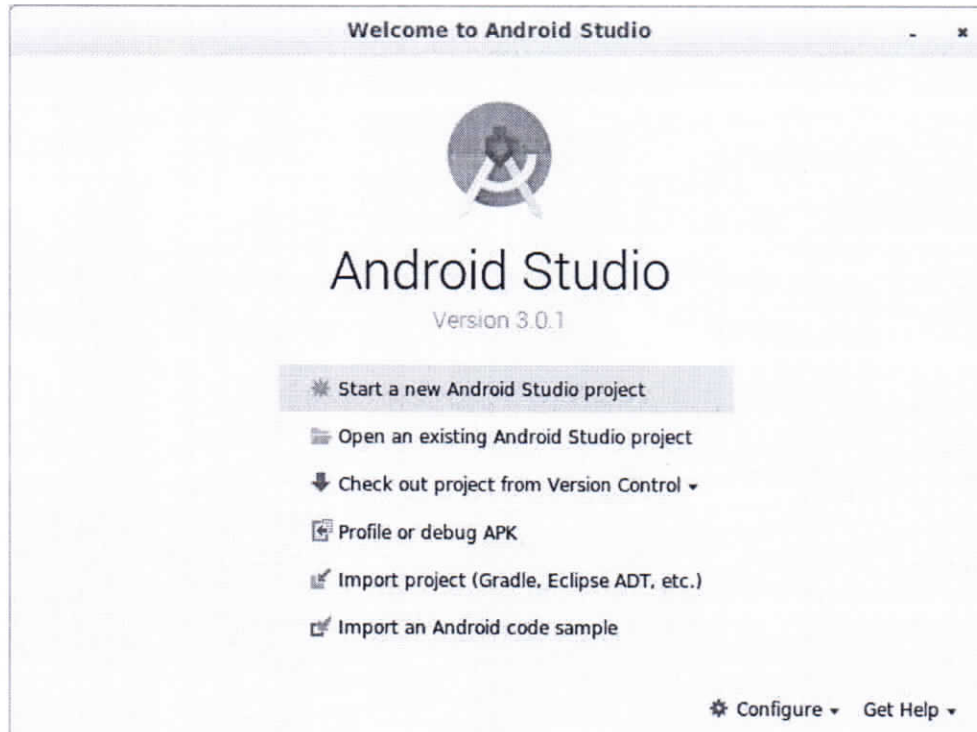 Welcome to Android Studio
Android Studio
Version 3.0.1
Start a new Android Studio project
Open an existing Android Studio project
Check out project from Version Control
Profile or debug APK
Import project (Gradle, Eclipse ADT, etc.)
Import an Android code sample
Configure Get Help